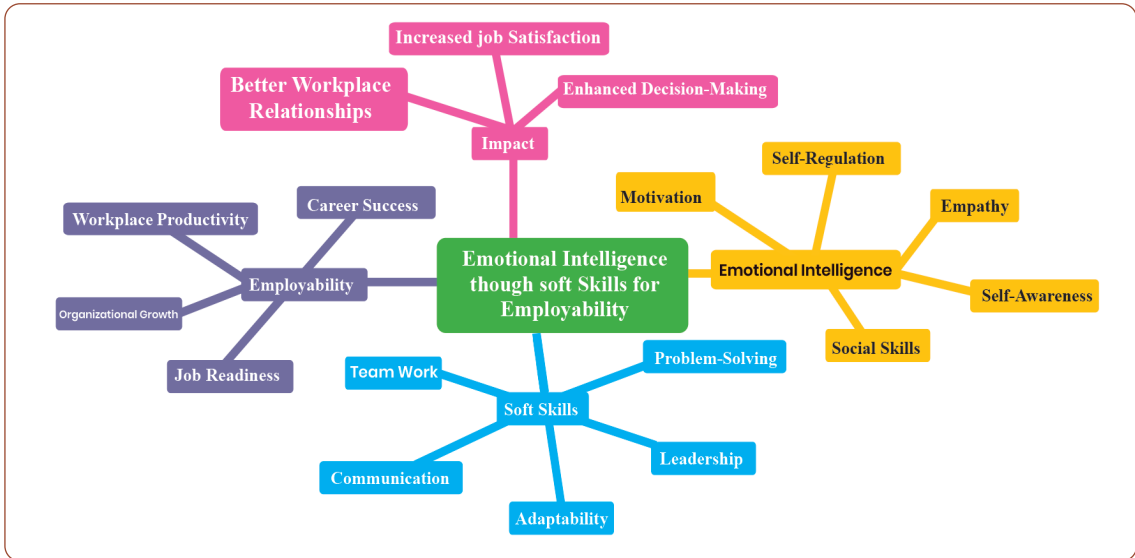 Increased job Satisfaction
Better Workplace
Relationships
Enhanced Decision-Making
Impact
Self-Regulation
Motivation
Empathy
Emotional Intelligence
Self-Awareness
Social Skills
Career Success
Workplace Productivity
Employability
Organizational Growth
Job Readiness
Emotional Intelligence
though soft Skills for
Employability
Problem-Solving
Team Work
Soft Skills
Leadership
Communication
Adaptability